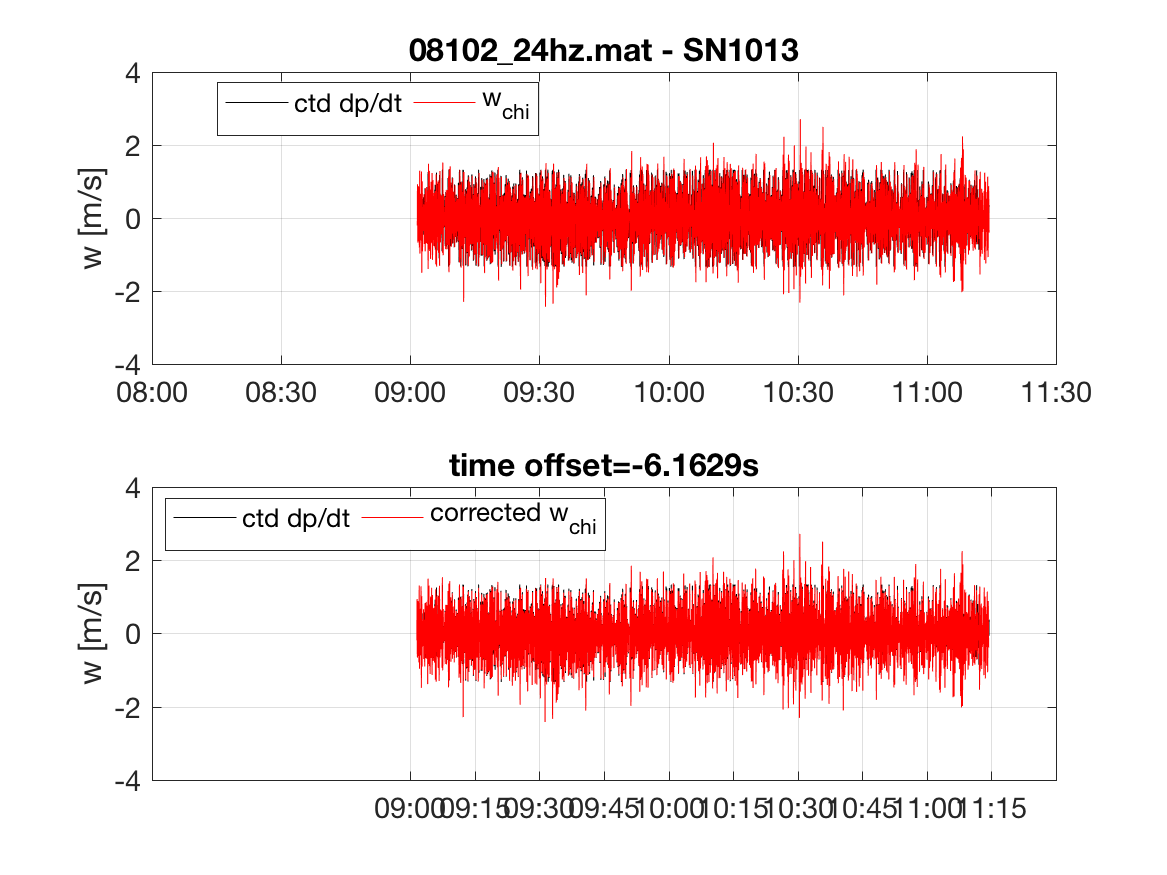 08102_24hz.mat - SN1013
ctd dp/dt w_chi
w [m/s]
4
2
0
-2
-4
08:00 08:30 09:00 09:30 10:00 10:30 11:00 11:30
time offset=-6.1629s
ctd dp/dt corrected w_chi
w [m/s]
4
2
0
-2
-4
09:00 09:15 09:30 09:45 10:00 10:15 10:30 10:45 11:00 11:15